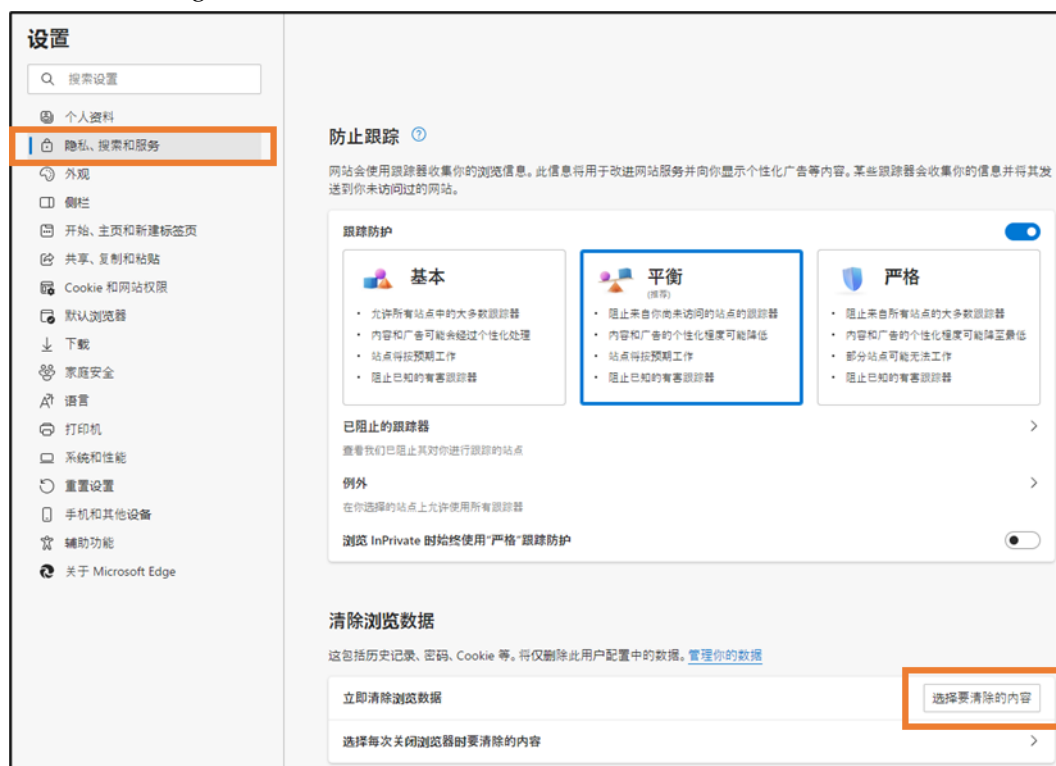 设置
搜索设置
个人资料
隐私、搜索和服务
外观
侧栏
开始、主页和新建标签页
共享、复制和粘贴
Cookie 和网站权限
默认浏览器
下载
家庭安全
语言
打印机
系统和性能
重置设置
手机和其他设备
辅助功能
关于 Microsoft Edge
防止跟踪
网站会使用跟踪器收集你的浏览信息。此信息将用于改进网站服务并向你显示个性化广告等内容。某些跟踪器会收集你的信息并将其发
送到你未访问过的网站。
跟踪防护
基本
• 允许所有站点中的大多数跟踪器
• 内容和广告可能会经过个性化处理
• 站点将按预期工作
• 阻止已知的有害跟踪器
平衡
(推荐)
• 阻止来自你尚未访问的站点的跟踪器
• 内容和广告的个性化程度可能降低
• 站点将按预期工作
• 阻止已知的有害跟踪器
严格
• 阻止来自所有站点的大多数跟踪器
• 内容和广告的个性化程度可能降至最低
• 部分站点可能无法工作
• 阻止已知的有害跟踪器
已阻止的跟踪器
查看我们已阻止其对你进行跟踪的站点
例外
在你选择的站点上允许使用所有跟踪器
浏览 InPrivate 时始终使用"严格"跟踪防护
清除浏览数据
这包括历史记录、密码、Cookie 等。将仅删除此用户配置中的数据。管理你的数据
立即清除浏览数据
选择要清除的内容
选择每次关闭浏览器时要清除的内容